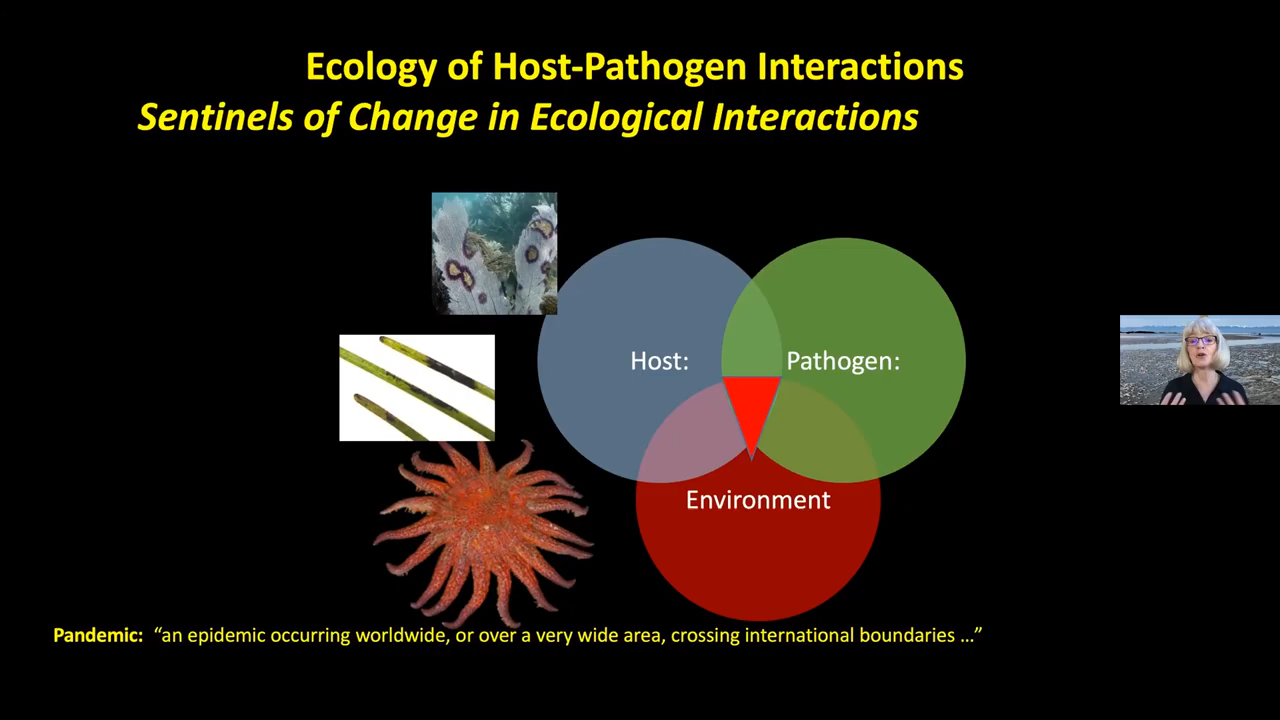 Ecology of Host-Pathogen Interactions
Sentinels of Change in Ecological Interactions
Host:
Pathogen:
Environment
Pandemic: “an epidemic occurring worldwide, or over a very wide area, crossing international boundaries …”